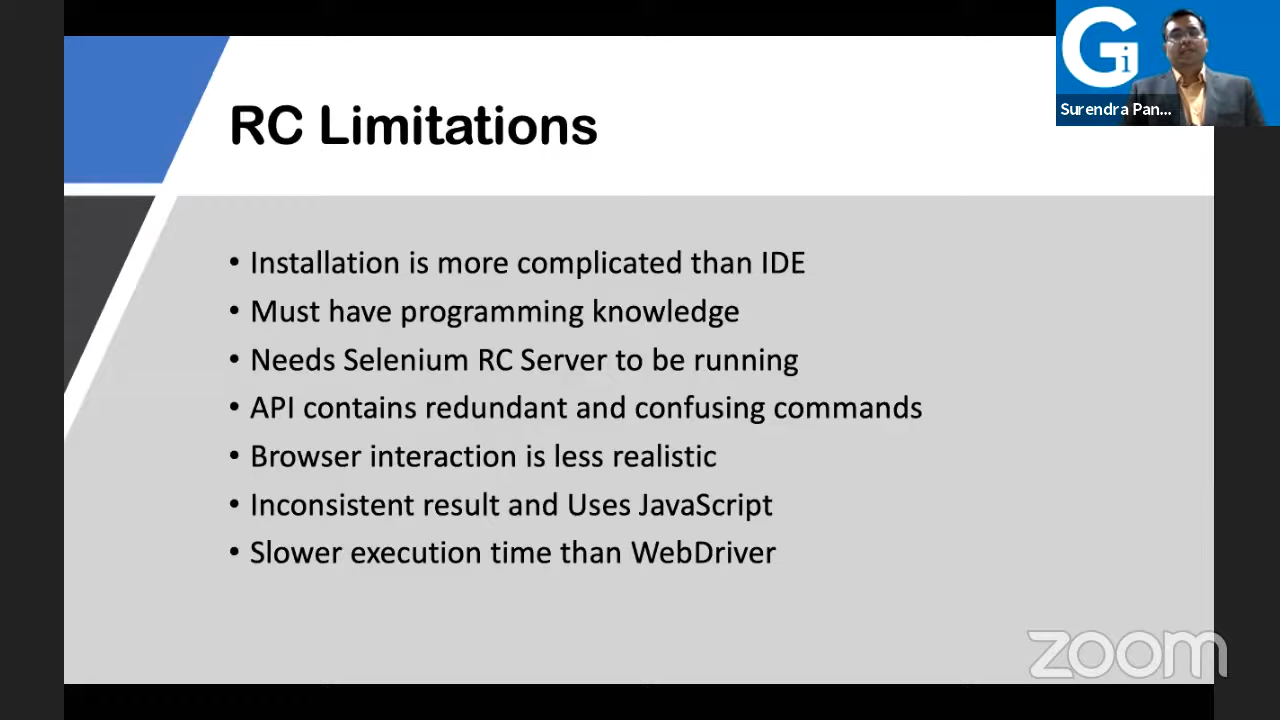 Gi
Surendra Pan...
RC Limitations
• Installation is more complicated than IDE
• Must have programming knowledge
• Needs Selenium RC Server to be running
• API contains redundant and confusing commands
• Browser interaction is less realistic
• Inconsistent result and Uses JavaScript
• Slower execution time than WebDriver
zoom